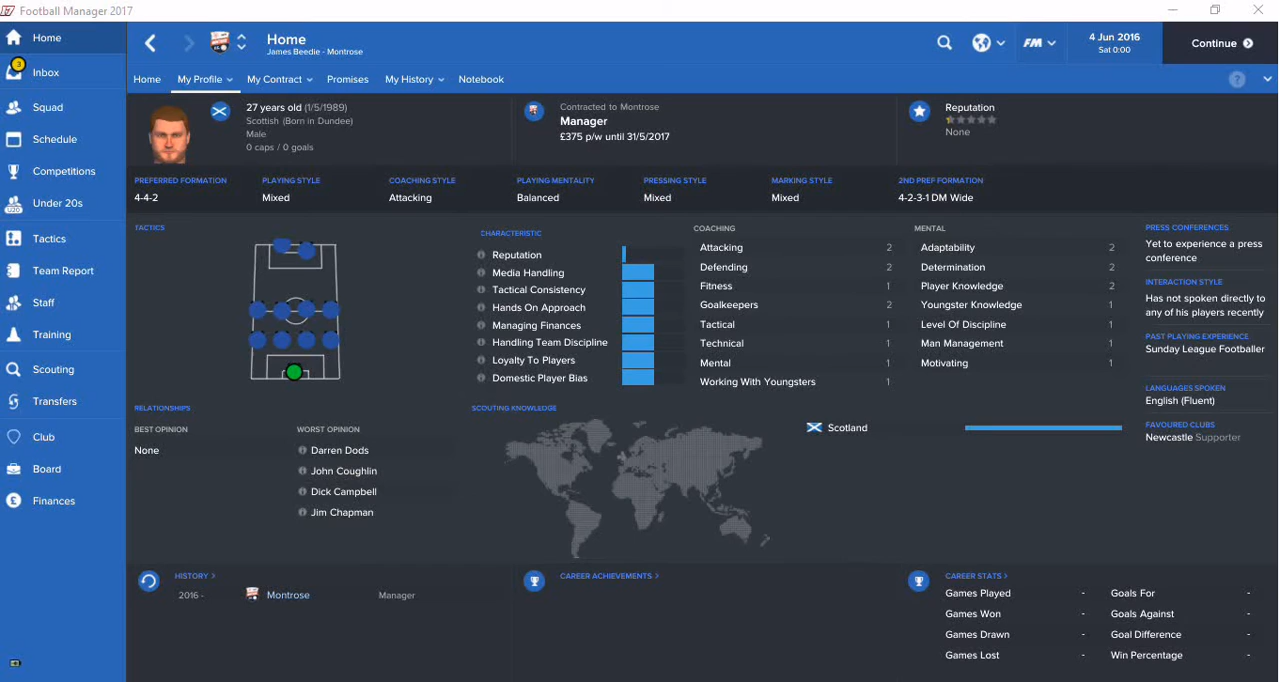 Football Manager 2017
Home
Inbox
3
Squad
Schedule
Competitions
Under 20s
Tactics
Team Report
Staff
Training
Scouting
Transfers
Club
Board
Finances
Home
James Beedie - Montrose
FM
4 Jun 2016
Sat 0:00
Continue
Home My Profile My Contract Promises My History Notebook
?
27 years old (1/5/1989)
Scottish (Born in Dundee)
Male
0 caps / 0 goals
Contracted to Montrose
Manager
£375 p/w until 31/5/2017
Reputation
None
PREFERRED FORMATION PLAYING STYLE COACHING STYLE PLAYING MENTALITY PRESSING STYLE MARKING STYLE 2ND PREF FORMATION
4-4-2 Mixed Attacking Balanced Mixed Mixed 4-2-3-1 DM Wide
TACTICS
CHARACTERISTIC
Reputation
Media Handling
Tactical Consistency
Hands On Approach
Managing Finances
Handling Team Discipline
Loyalty To Players
Domestic Player Bias
COACHING
Attacking 2
Defending 2
Fitness 1
Goalkeepers 2
Tactical 1
Technical 1
Mental 1
Working With Youngsters 1
MENTAL
Adaptability 2
Determination 2
Player Knowledge 2
Youngster Knowledge 1
Level Of Discipline 1
Man Management 1
Motivating 1
PRESS CONFERENCES
Yet to experience a press
conference
INTERACTION STYLE
Has not spoken directly to
any of his players recently
PAST PLAYING EXPERIENCE
Sunday League Footballer
LANGUAGES SPOKEN
English (Fluent)
FAVOURED CLUBS
Newcastle Supporter
RELATIONSHIPS
BEST OPINION
None
WORST OPINION
Darren Dods
John Coughlin
Dick Campbell
Jim Chapman
SCOUTING KNOWLEDGE
Scotland
HISTORY >
2016 - Montrose Manager
CAREER ACHIEVEMENTS >
CAREER STATS >
Games Played - Goals For -
Games Won - Goals Against -
Games Drawn - Goal Difference -
Games Lost - Win Percentage -